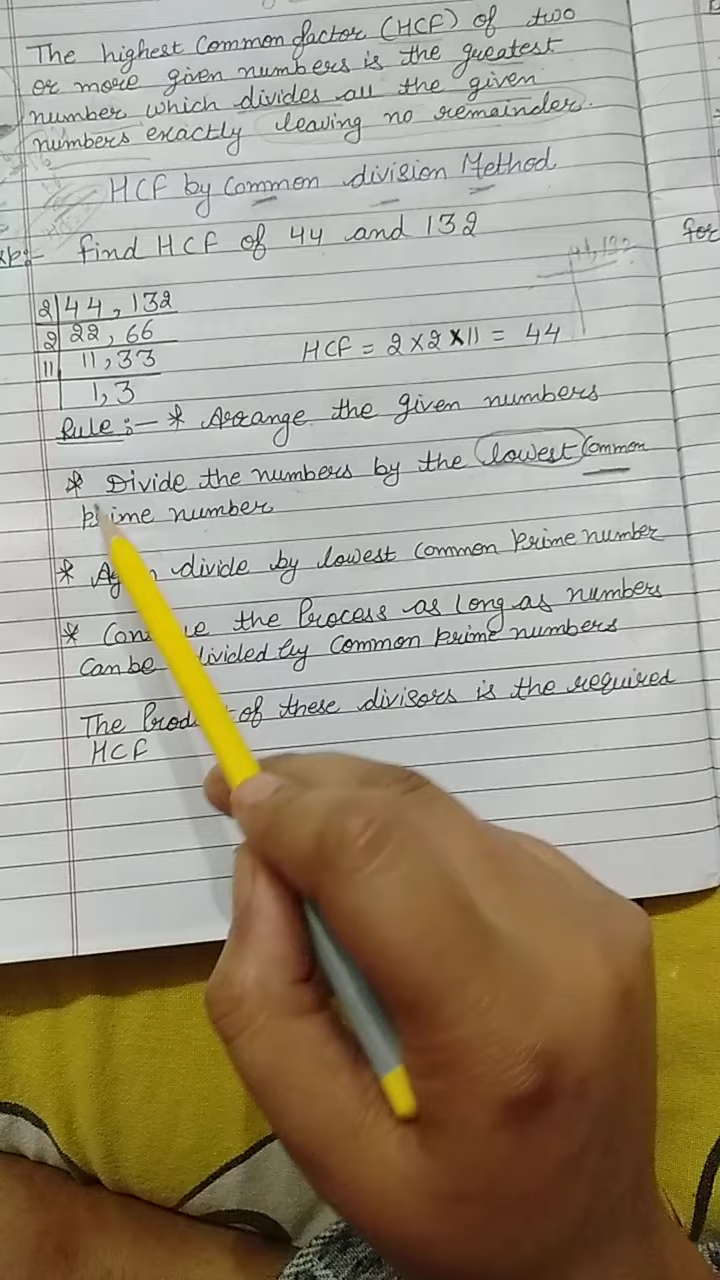 The highest Common factor (HCF) of two
or more given numbers is the greatest
number which divides all the given
numbers exactly leaving no remainder.
HCF by Common division Method
find HCF of 44 and 132
for
2|44, 132
2|22, 66
11|11, 33
1, 3
HCF = 2×2×11 = 44
Rule :- * Arrange the given numbers
* Divide the numbers by the lowest Common
prime number
* divide by lowest Common prime number
* the Process as long as numbers
Can be divided by Common prime numbers
The of these divisors is the required
HCF